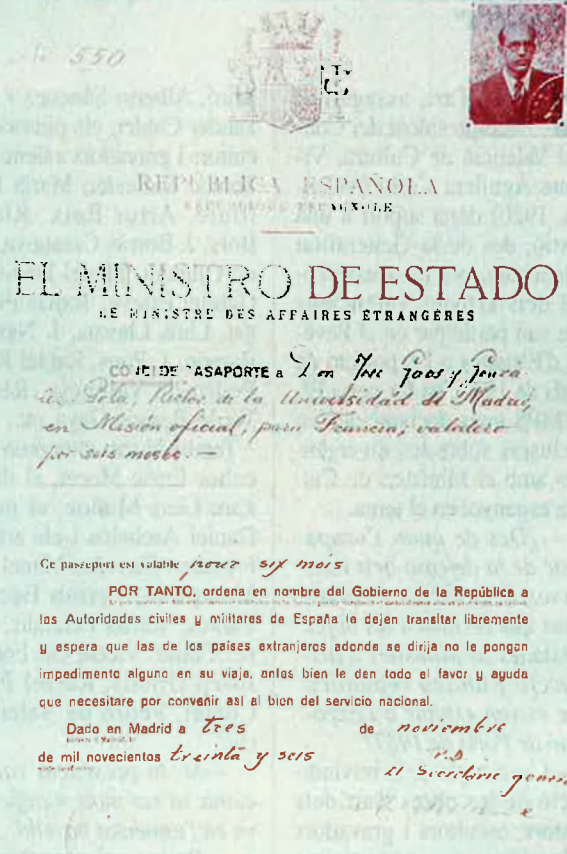 550
REPÚBLICA ESPAÑOLA
EL MINISTRO DE ESTADO
LE MINISTRE DES AFFAIRES ÉTRANGÈRES
PASAPORTE a Don José Gaos y
Rector de la Universidad de Madrid,
en Misión oficial, para Francia, valedero
por seis meses —
Ce passeport est valable pour six mois
POR TANTO, ordena en nombre del Gobierno de la República a
las Autoridades civiles y militares de España le dejen transitar libremente
y espera que las de los países extranjeros adonde se dirija no le pongan
impedimento alguno en su viaje, antes bien le den todo el favor y ayuda
que necesitare por convenir así al bien del servicio nacional.
Dado en Madrid a tres de noviembre
de mil novecientos treinta y seis
El Secretario general